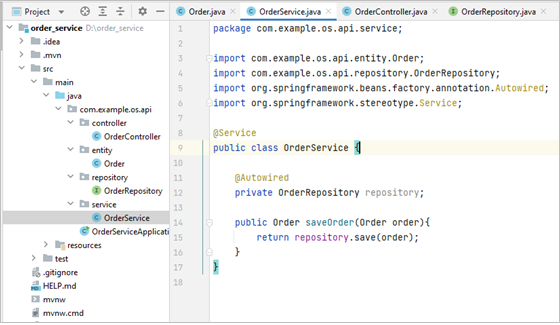 Project
order_service D:\order_service
.idea
.mvn
src
main
java
com.example.os.api
controller
OrderController
entity
Order
repository
OrderRepository
service
OrderService
OrderServiceApplicati
resources
test
.gitignore
HELP.md
mvnw
mvnw.cmd
Order.java
OrderService.java
OrderController.java
OrderRepository.java
1 package com.example.os.api.service;
2
3 import com.example.os.api.entity.Order;
4 import com.example.os.api.repository.OrderRepository;
5 import org.springframework.beans.factory.annotation.Autowired;
6 import org.springframework.stereotype.Service;
7
8 @Service
9 public class OrderService {
10
11 @Autowired
12 private OrderRepository repository;
13
14 public Order saveOrder(Order order){
15 return repository.save(order);
16 }
17 }
18